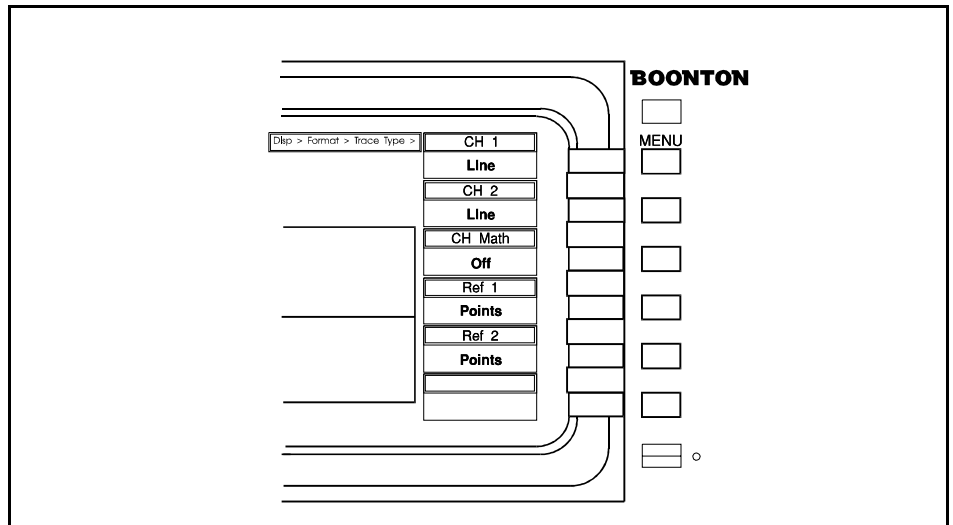 BOONTON
MENU
Disp > Format > Trace Type >
CH 1
Line
CH 2
Line
CH Math
Off
Ref 1
Points
Ref 2
Points